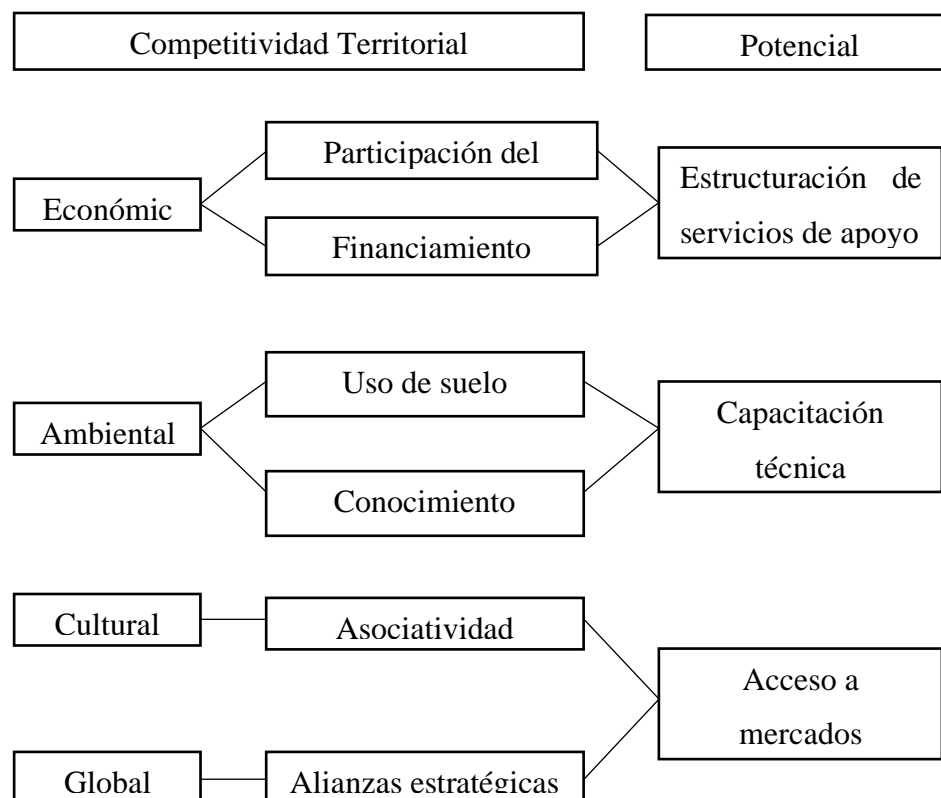 Competitividad Territorial
Potencial
Económic
Participación del
Financiamiento
Estructuración de
servicios de apoyo
Ambiental
Uso de suelo
Conocimiento
Capacitación
técnica
Cultural
Asociatividad
Global
Alianzas estratégicas
Acceso a
mercados